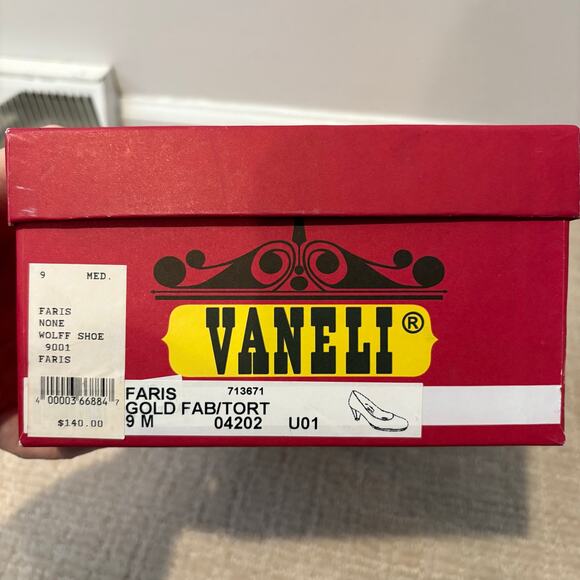 VANELI®
9 MED.
FARIS
NONE
WOLFF SHOE
9001
FARIS
4 00003 66884 7
$140.00
FARIS 713671
GOLD FAB/TORT
9 M 04202 U01